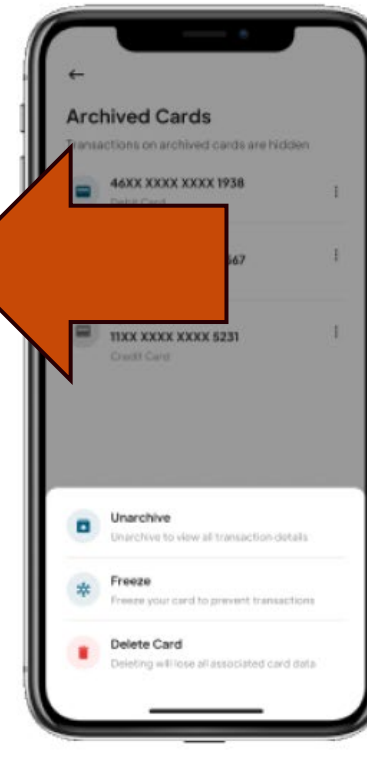 Archived Cards
Transactions on archived cards are hidden
46XX XXXX XXXX 1938
Debit Card
567
11XX XXXX XXXX 5231
Credit Card
Unarchive
Unarchive to view all transaction details
Freeze
Freeze your card to prevent transactions
Delete Card
Deleting will lose all associated card data